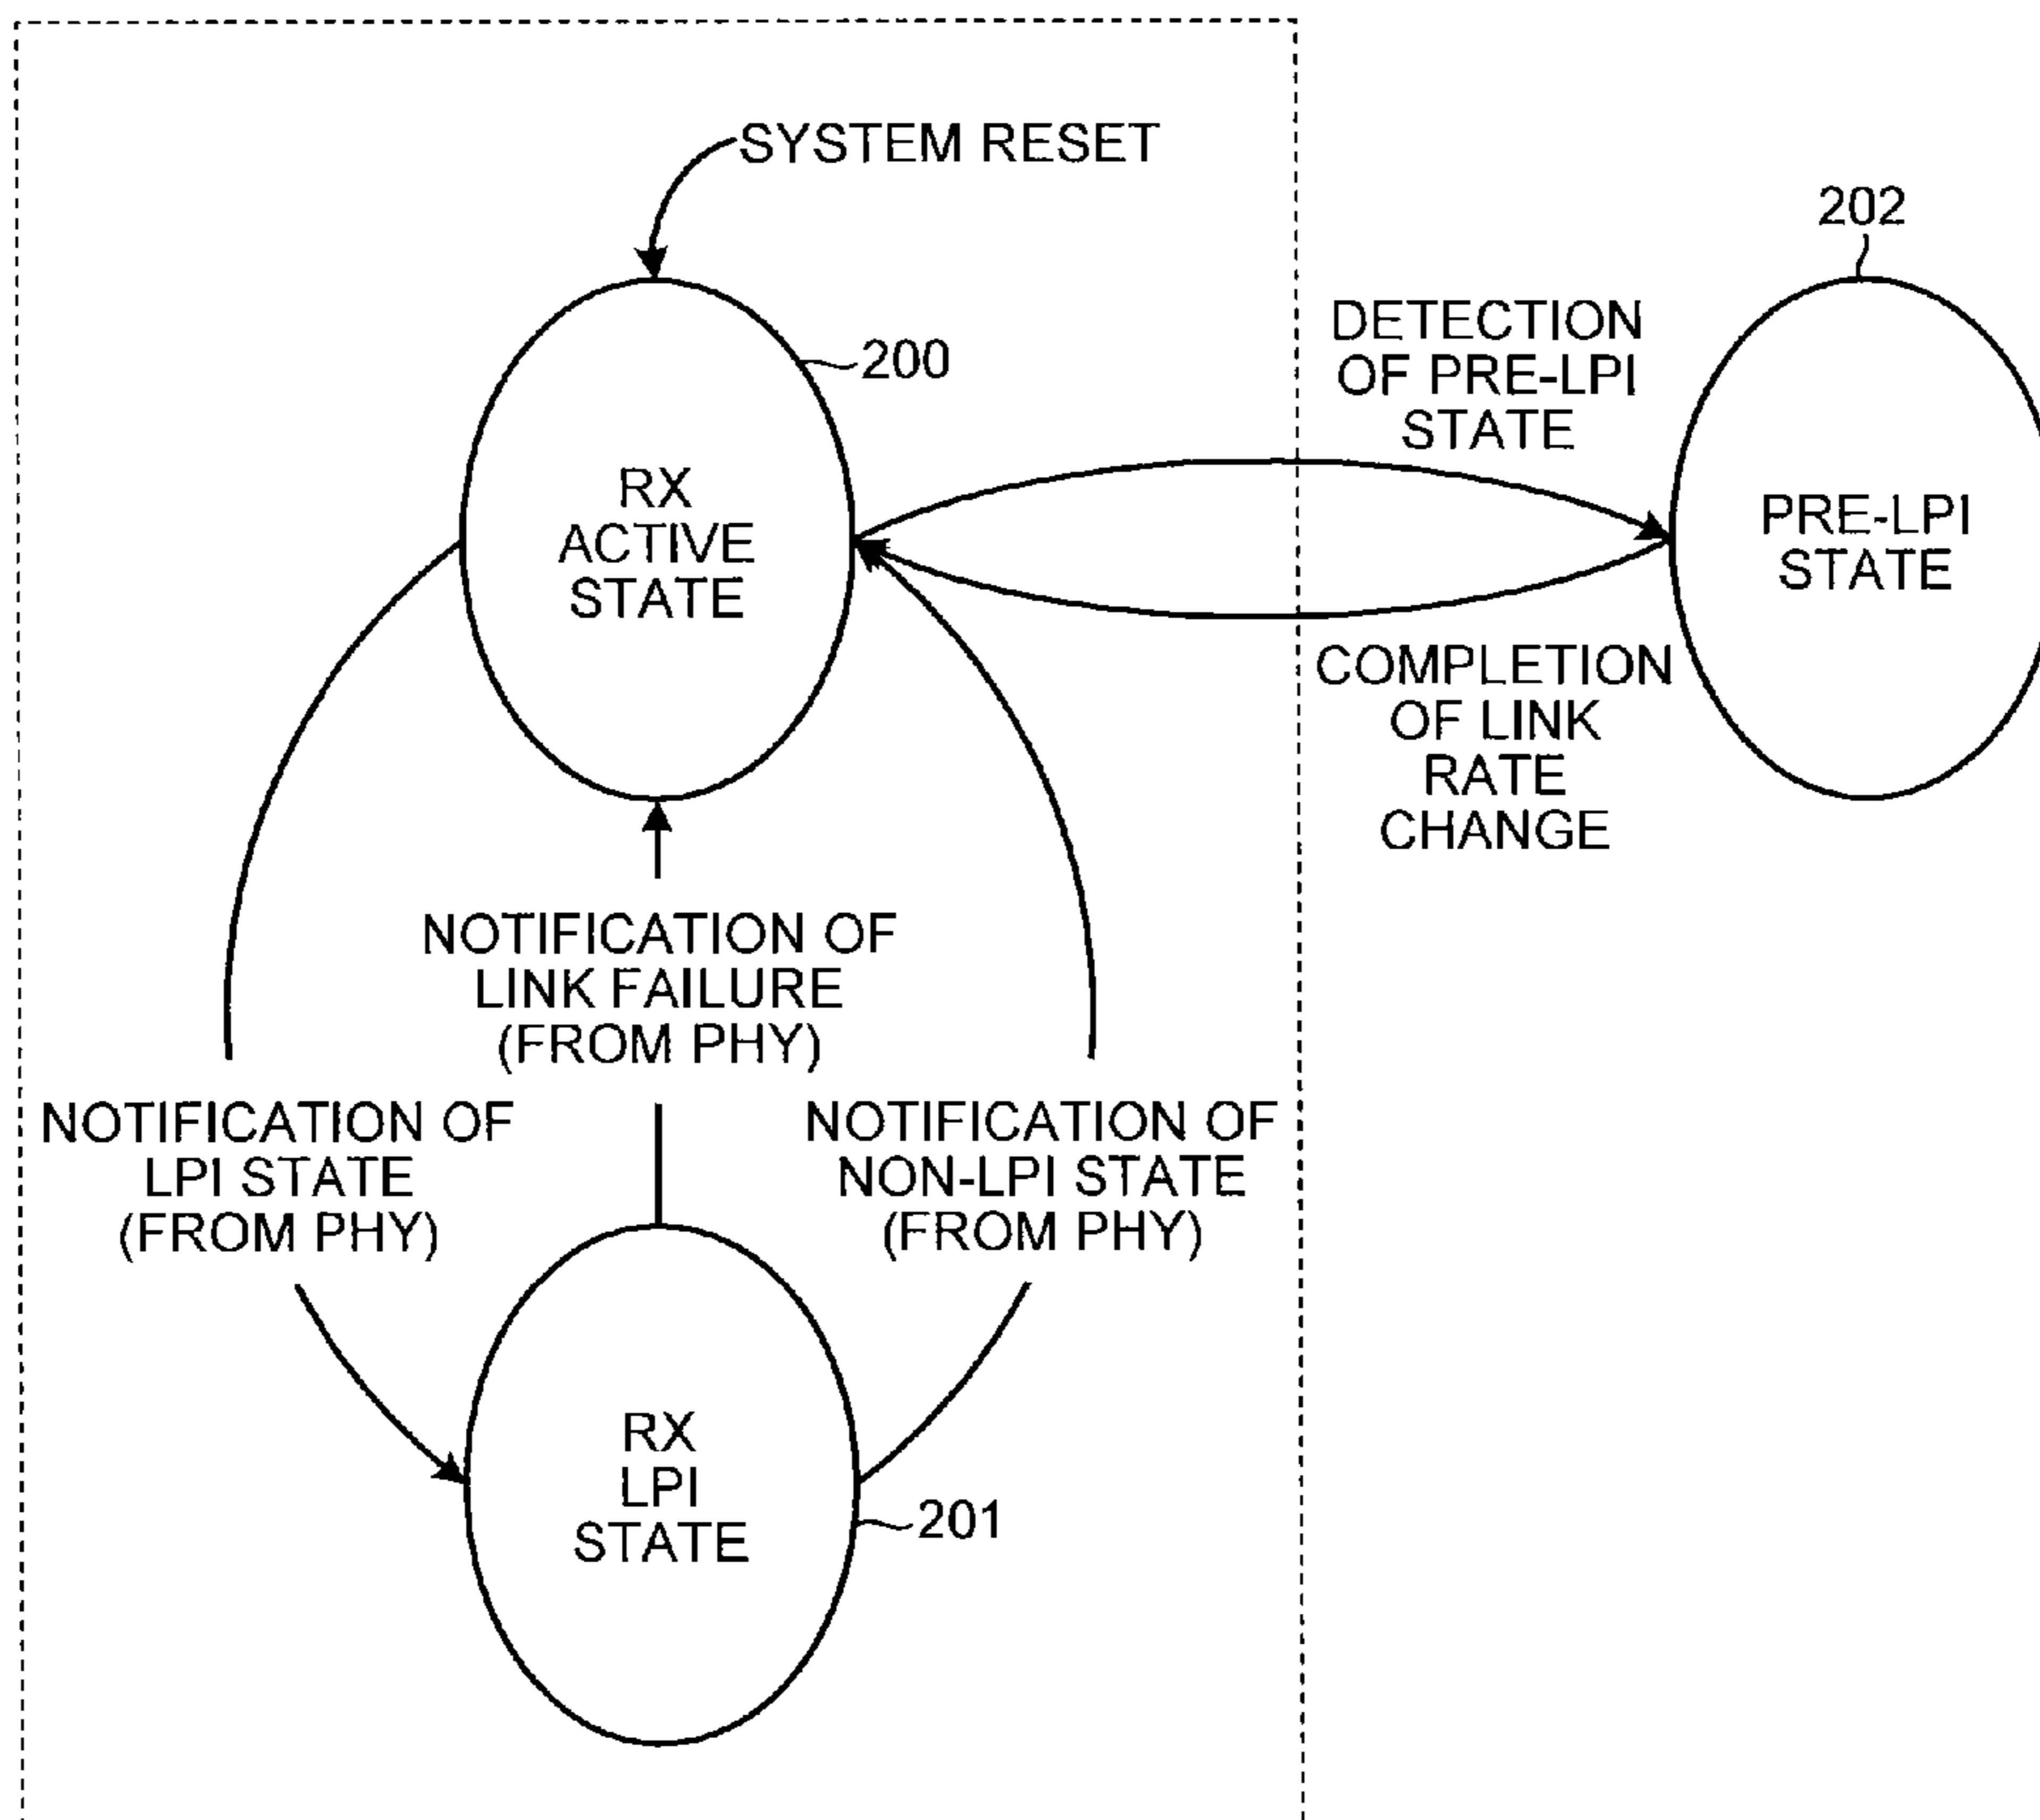 SYSTEM RESET
202
200
DETECTION
OF PRE-LPI
STATE
RX
ACTIVE
STATE
PRE-LPI
STATE
COMPLETION
OF LINK
RATE
CHANGE
NOTIFICATION OF
LINK FAILURE
(FROM PHY)
NOTIFICATION OF
LPI STATE
(FROM PHY)
NOTIFICATION OF
NON-LPI STATE
(FROM PHY)
RX
LPI
STATE
201